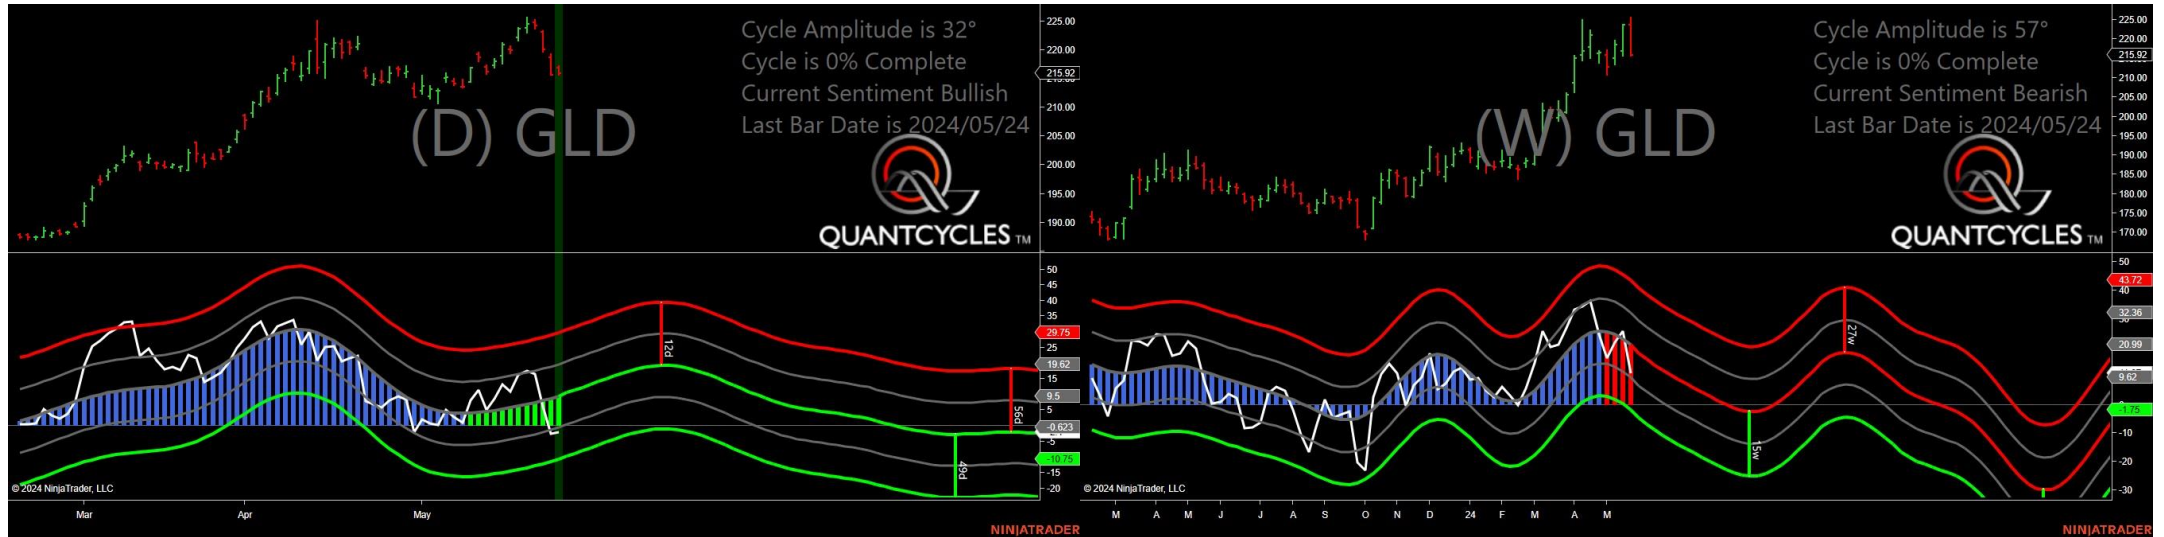 Cycle Amplitude is 32°
Cycle is 0% Complete
Current Sentiment Bullish
Last Bar Date is 2024/05/24
(D) GLD
QUANTCYCLES TM
225.00
220.00
215.92
210.00
205.00
200.00
195.00
190.00
50
45
40
35
29.75
25
19.62
15
9.5
5
-0.623
-5
-10.75
-15
-20
12d
56d
49d
© 2024 NinjaTrader, LLC
Mar Apr May
NINJATRADER
Cycle Amplitude is 57°
Cycle is 0% Complete
Current Sentiment Bearish
Last Bar Date is 2024/05/24
(W) GLD
QUANTCYCLES TM
225.00
220.00
215.92
210.00
205.00
200.00
195.00
190.00
185.00
180.00
175.00
170.00
50
43.72
40
32.36
20.99
9.62
-1.75
-10
-20
-30
27w
15w
© 2024 NinjaTrader, LLC
M A M J J A S O N D 24 F M A M
NINJATRADER